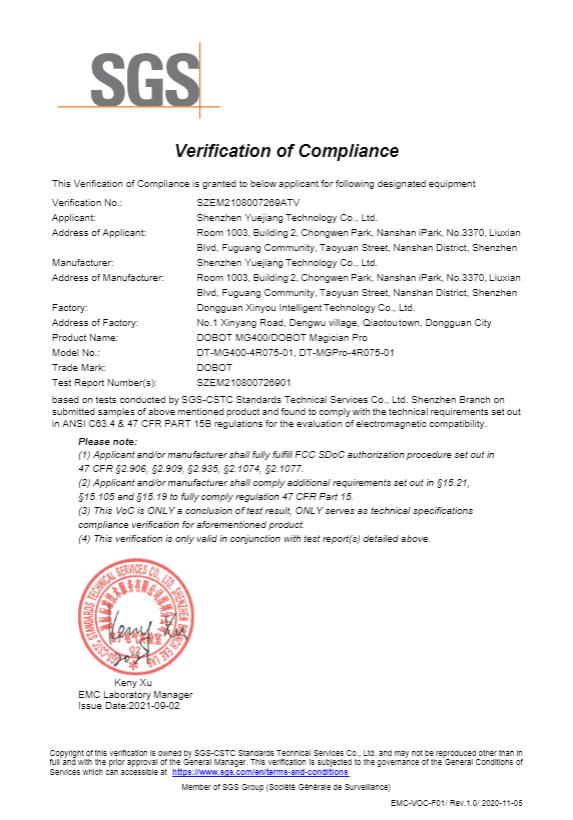 SGS
Verification of Compliance
This Verification of Compliance is granted to below applicant for following designated equipment
Verification No.: SZEM2108007269ATV
Applicant: Shenzhen Yuejiang Technology Co., Ltd.
Address of Applicant: Room 1003, Building 2, Chongwen Park, Nanshan iPark, No.3370, Liuxian
Blvd, Fuguang Community, Taoyuan Street, Nanshan District, Shenzhen
Manufacturer: Shenzhen Yuejiang Technology Co., Ltd.
Address of Manufacturer: Room 1003, Building 2, Chongwen Park, Nanshan iPark, No.3370, Liuxian
Blvd, Fuguang Community, Taoyuan Street, Nanshan District, Shenzhen
Factory: Dongguan Xinyou Intelligent Technology Co., Ltd.
Address of Factory: No.1 Xinyang Road, Dengwu village, Qiaotou town, Dongguan City
Product Name: DOBOT MG400/DOBOT Magician Pro
Model No.: DT-MG400-4R075-01, DT-MGPro-4R075-01
Trade Mark: DOBOT
Test Report Number(s): SZEM210800726901
based on tests conducted by SGS-CSTC Standards Technical Services Co., Ltd. Shenzhen Branch on
submitted samples of above mentioned product and found to comply with the technical requirements set out
in ANSI C63.4 & 47 CFR PART 15B regulations for the evaluation of electromagnetic compatibility.
Please note:
(1) Applicant and/or manufacturer shall fully fulfill FCC SDoC authorization procedure set out in
47 CFR §2.906, §2.909, §2.935, §2.1074, §2.1077.
(2) Applicant and/or manufacturer shall comply additional requirements set out in §15.21,
§15.105 and §15.19 to fully comply regulation 47 CFR Part 15.
(3) This VoC is ONLY a conclusion of test result, ONLY serves as technical specifications
compliance verification for aforementioned product.
(4) This verification is only valid in conjunction with test report(s) detailed above.
SGS-CSTC STANDARDS TECHNICAL SERVICES CO., LTD. SHENZHEN BRANCH E&E LAB
02
Keny Xu
Keny Xu
EMC Laboratory Manager
Issue Date:2021-09-02
Copyright of this verification is owned by SGS-CSTC Standards Technical Services Co., Ltd. and may not be reproduced other than in
full and with the prior approval of the General Manager. This verification is subjected to the governance of the General Conditions of
Services which can accessible at https://www.sgs.com/en/terms-and-conditions
Member of SGS Group (Société Générale de Surveillance)
EMC-VOC-F01/ Rev.1.0/ 2020-11-05